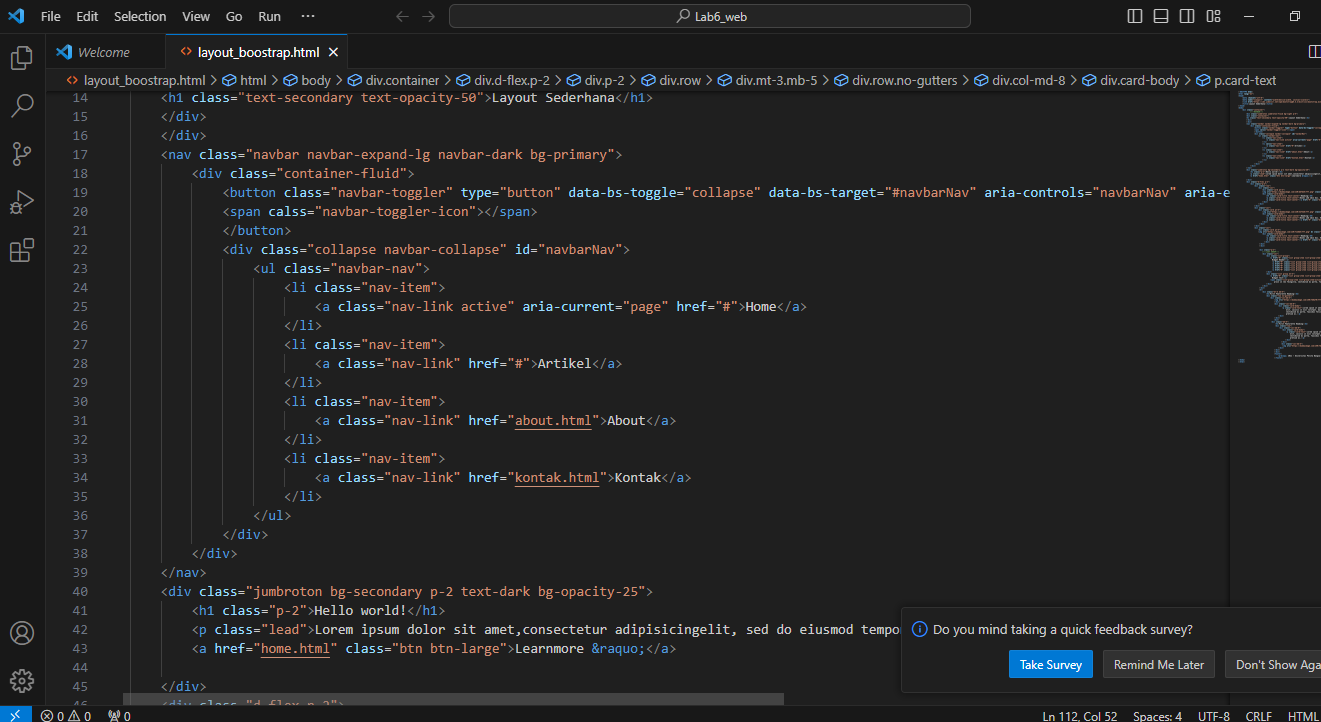 File Edit Selection View Go Run ··· Lab6_web
Welcome layout_boostrap.html
layout_boostrap.html > html > body > div.container > div.d-flex.p-2 > div.p-2 > div.row > div.mt-3.mb-5 > div.row.no-gutters > div.col-md-8 > div.card-body > p.card-text
14 <h1 class="text-secondary text-opacity-50">Layout Sederhana</h1>
15 </div>
16 </div>
17 <nav class="navbar navbar-expand-lg navbar-dark bg-primary">
18 <div class="container-fluid">
19 <button class="navbar-toggler" type="button" data-bs-toggle="collapse" data-bs-target="#navbarNav" aria-controls="navbarNav" aria-e
20 <span calss="navbar-toggler-icon"></span>
21 </button>
22 <div class="collapse navbar-collapse" id="navbarNav">
23 <ul class="navbar-nav">
24 <li class="nav-item">
25 <a class="nav-link active" aria-current="page" href="#">Home</a>
26 </li>
27 <li calss="nav-item">
28 <a class="nav-link" href="#">Artikel</a>
29 </li>
30 <li class="nav-item">
31 <a class="nav-link" href="about.html">About</a>
32 </li>
33 <li class="nav-item">
34 <a class="nav-link" href="kontak.html">Kontak</a>
35 </li>
36 </ul>
37 </div>
38 </div>
39 </nav>
40 <div class="jumbroton bg-secondary p-2 text-dark bg-opacity-25">
41 <h1 class="p-2">Hello world!</h1>
42 <p class="lead">Lorem ipsum dolor sit amet,consectetur adipisicingelit, sed do eiusmod tempo
43 <a href="home.html" class="btn btn-large">Learnmore &raquo;</a>
44
45 </div>
46 <div class="d-flex p-2">
Do you mind taking a quick feedback survey?
Take Survey Remind Me Later Don't Show Aga
0 0 0 Ln 112, Col 52 Spaces: 4 UTF-8 CRLF HTML